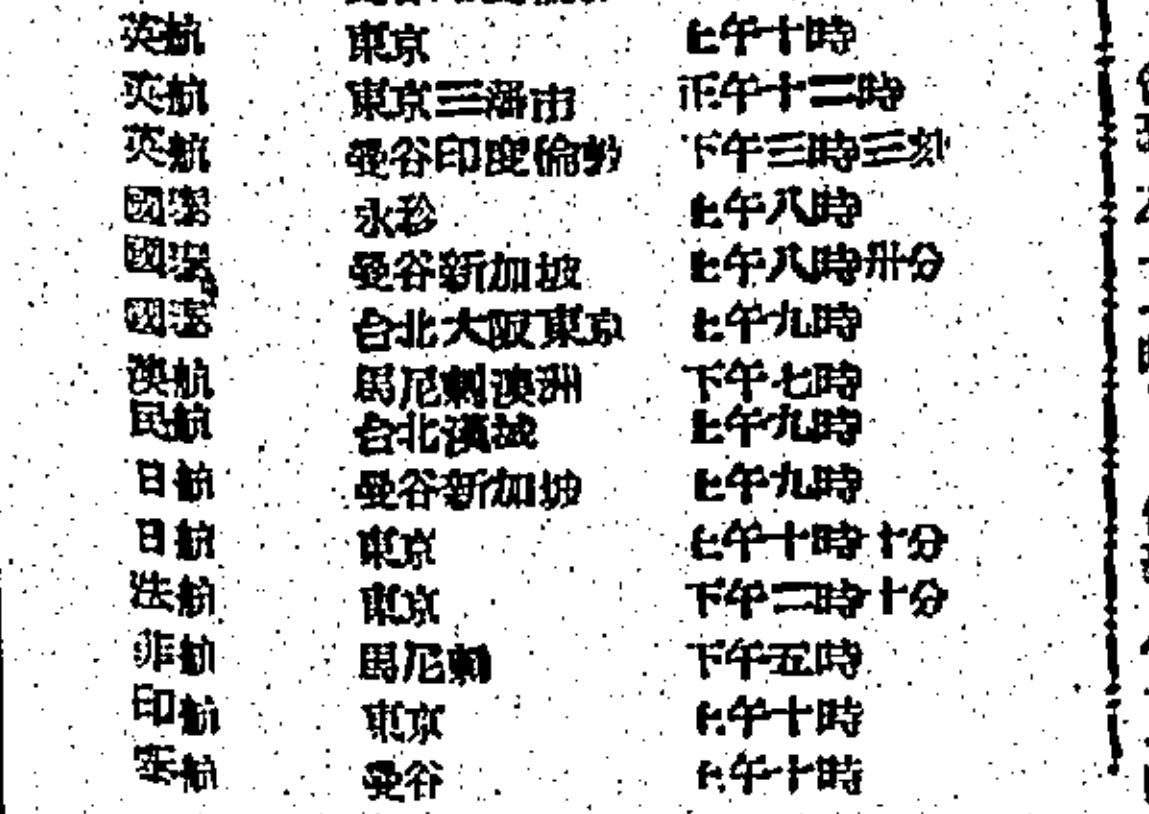 英航 東京 上午十時
英航 東京三藩市 正午十二時
英航 曼谷印度倫敦 下午三時三刻
國泰 永珍 上午八時
國泰 曼谷新加坡 上午八時卅分
國泰 台北大阪東京 上午九時
澳航 馬尼剌澳洲 下午七時
民航 台北漢城 上午九時
日航 曼谷新加坡 上午九時
日航 東京 上午十時十分
法航 東京 下午二時十分
菲航 馬尼剌 下午五時
印航 東京 上午十時
泰航 曼谷 上午十時